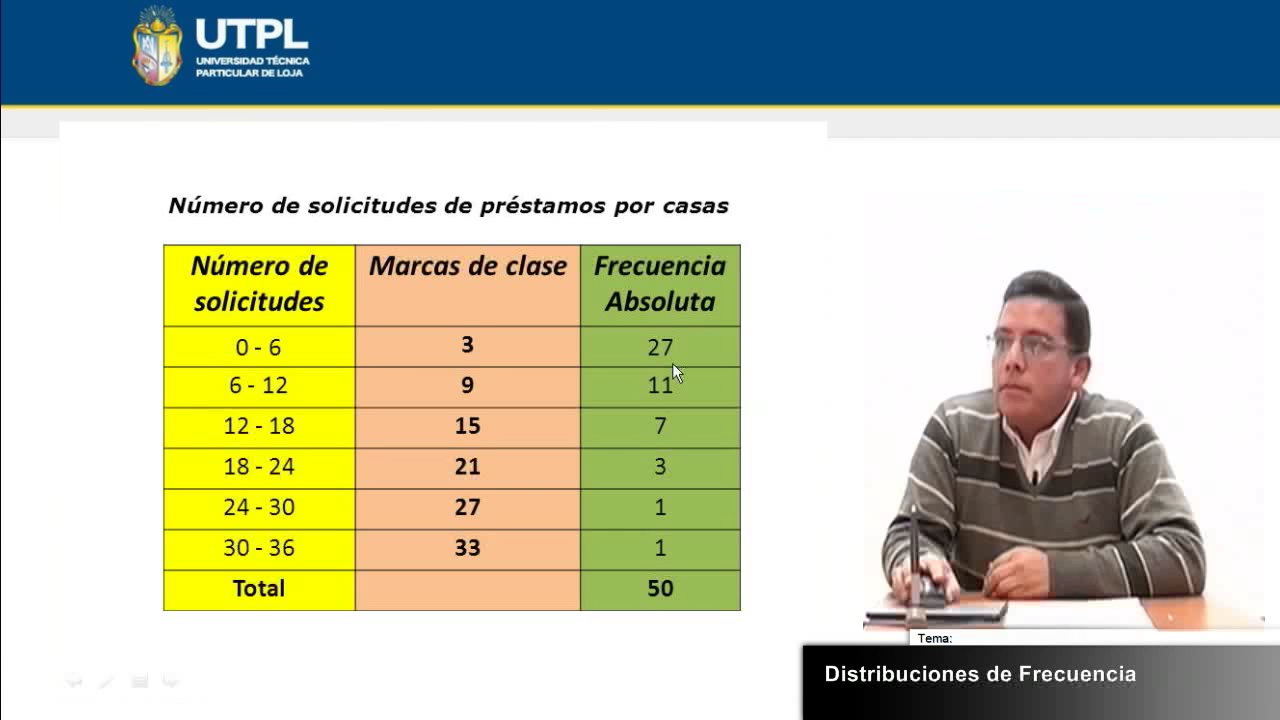 UTPL
UNIVERSIDAD TÉCNICA
PARTICULAR DE LOJA
Número de solicitudes de préstamos por casas
Número de solicitudes Marcas de clase Frecuencia Absoluta
0 - 6 3 27
6 - 12 9 11
12 - 18 15 7
18 - 24 21 3
24 - 30 27 1
30 - 36 33 1
Total 50
Tema:
Distribuciones de Frecuencia